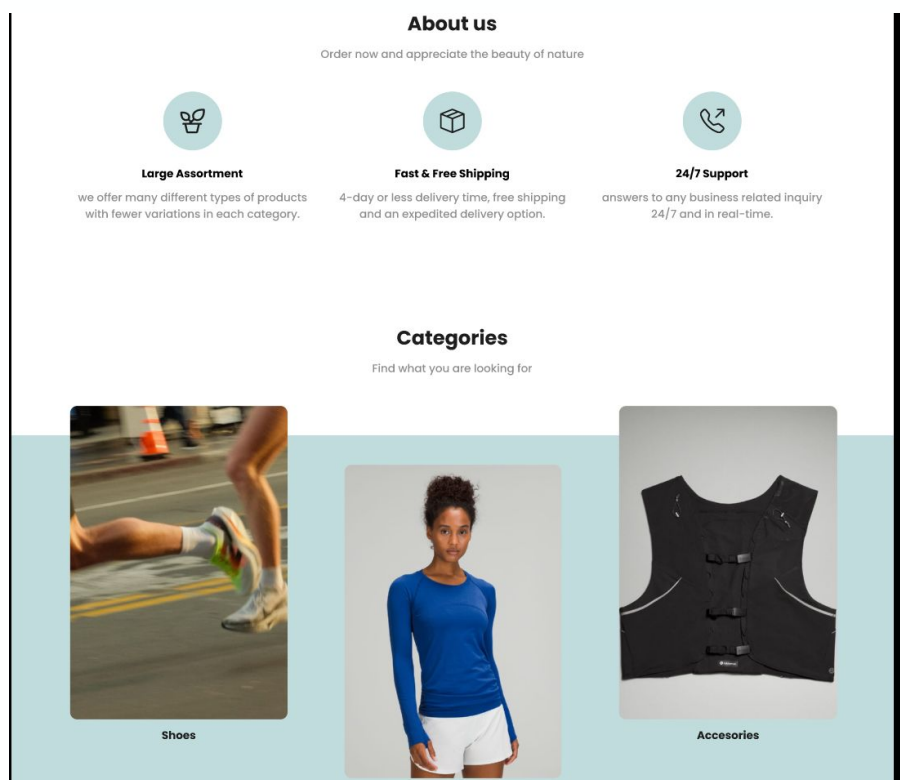 About us
Order now and appreciate the beauty of nature
Large Assortment
we offer many different types of products
with fewer variations in each category.
Fast & Free Shipping
4-day or less delivery time, free shipping
and an expedited delivery option.
24/7 Support
answers to any business related inquiry
24/7 and in real-time.
Categories
Find what you are looking for
Shoes
Accesories